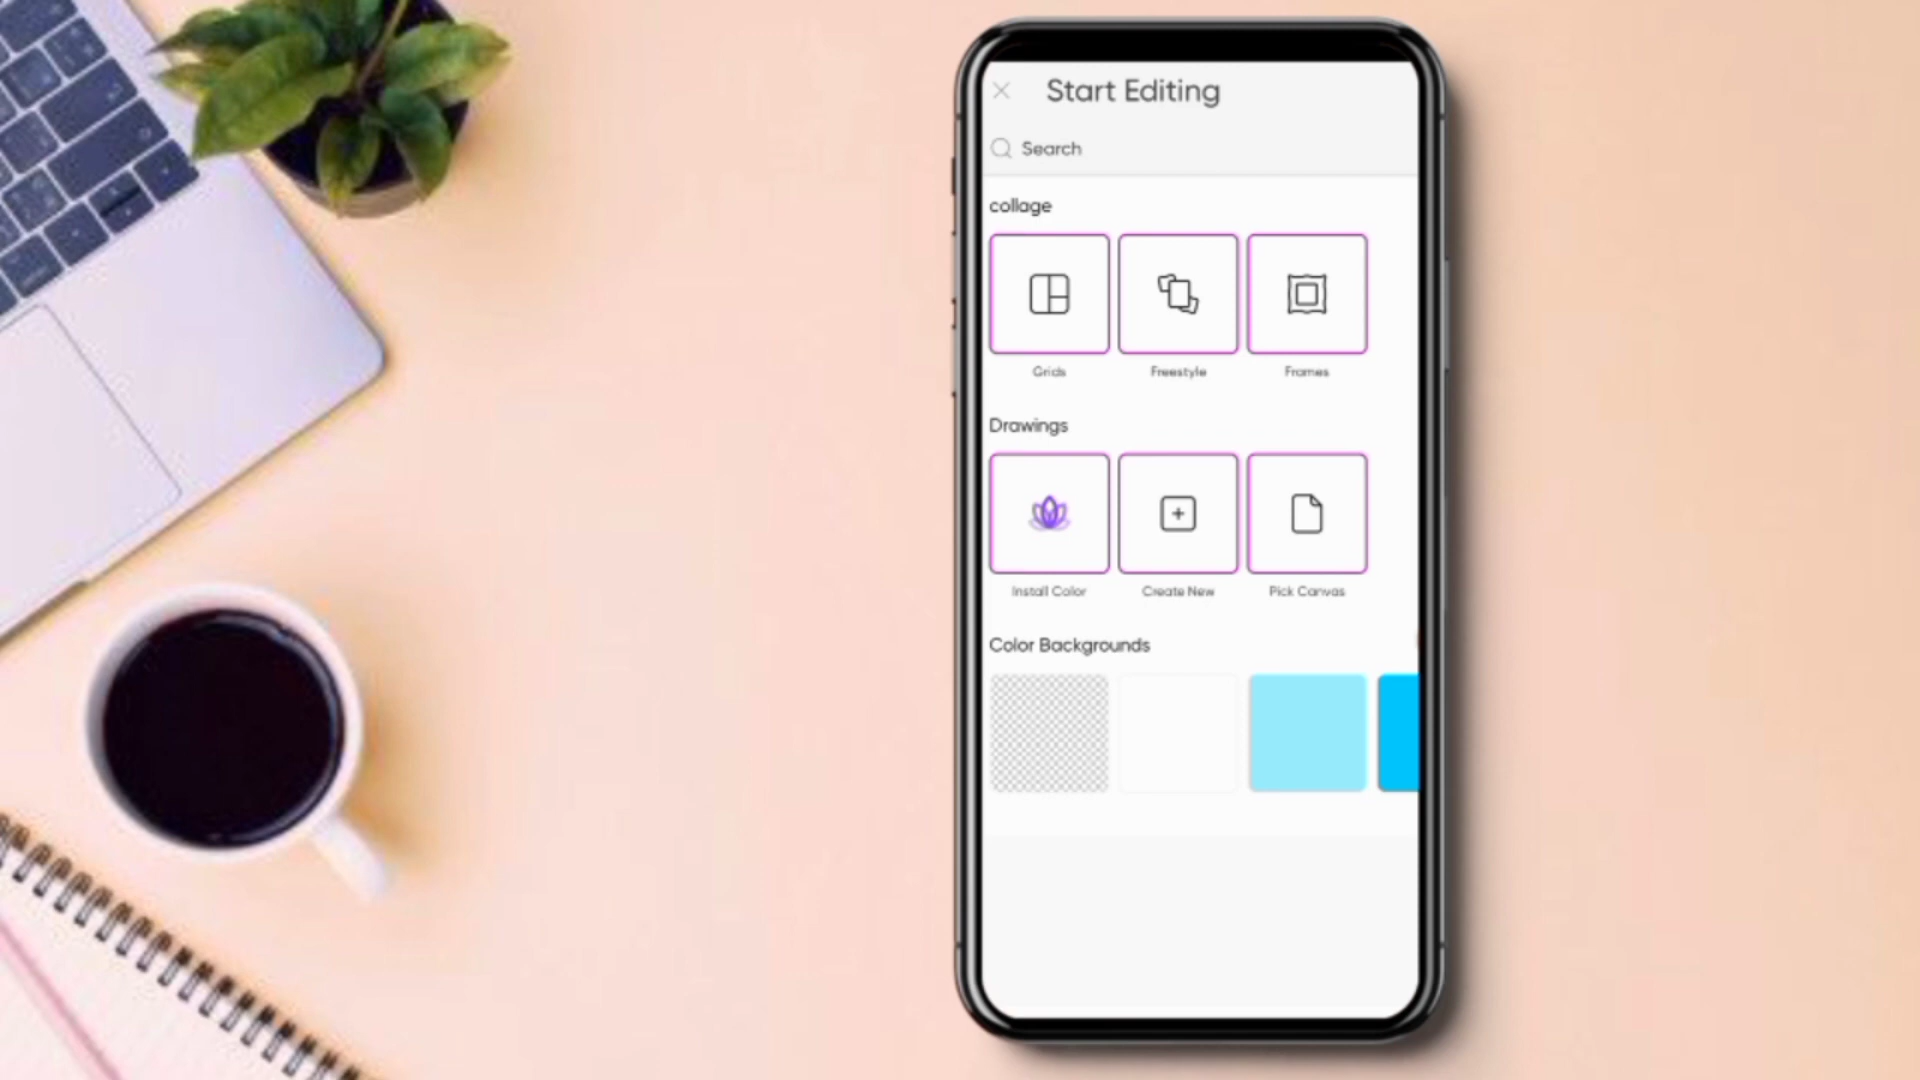 Start Editing
Search
collage
Grids Freestyle Frames
Drawings
Install Color Create New Pick Canvas
Color Backgrounds